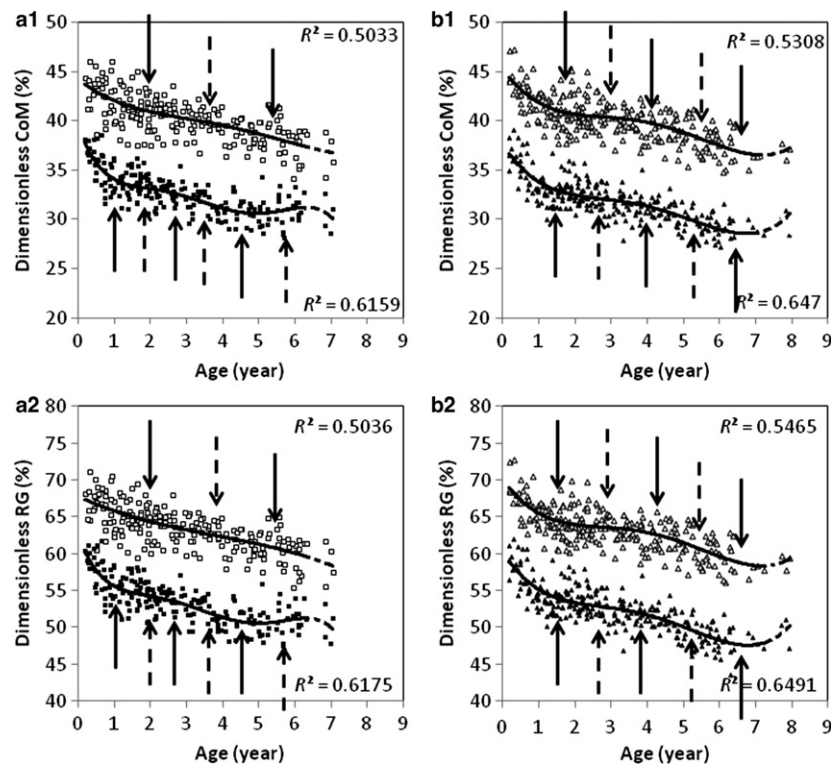 a1
R² = 0.5033
Dimensionless CoM (%)
50
45
40
35
30
25
20
R² = 0.6159
0 1 2 3 4 5 6 7 8 9
Age (year)
b1
R² = 0.5308
Dimensionless CoM (%)
50
45
40
35
30
25
20
R² = 0.647
0 1 2 3 4 5 6 7 8 9
Age (year)
a2
R² = 0.5036
Dimensionless RG (%)
80
75
70
65
60
55
50
45
40
R² = 0.6175
0 1 2 3 4 5 6 7 8 9
Age (year)
b2
R² = 0.5465
Dimensionless RG (%)
80
75
70
65
60
55
50
45
40
R² = 0.6491
0 1 2 3 4 5 6 7 8 9
Age (year)